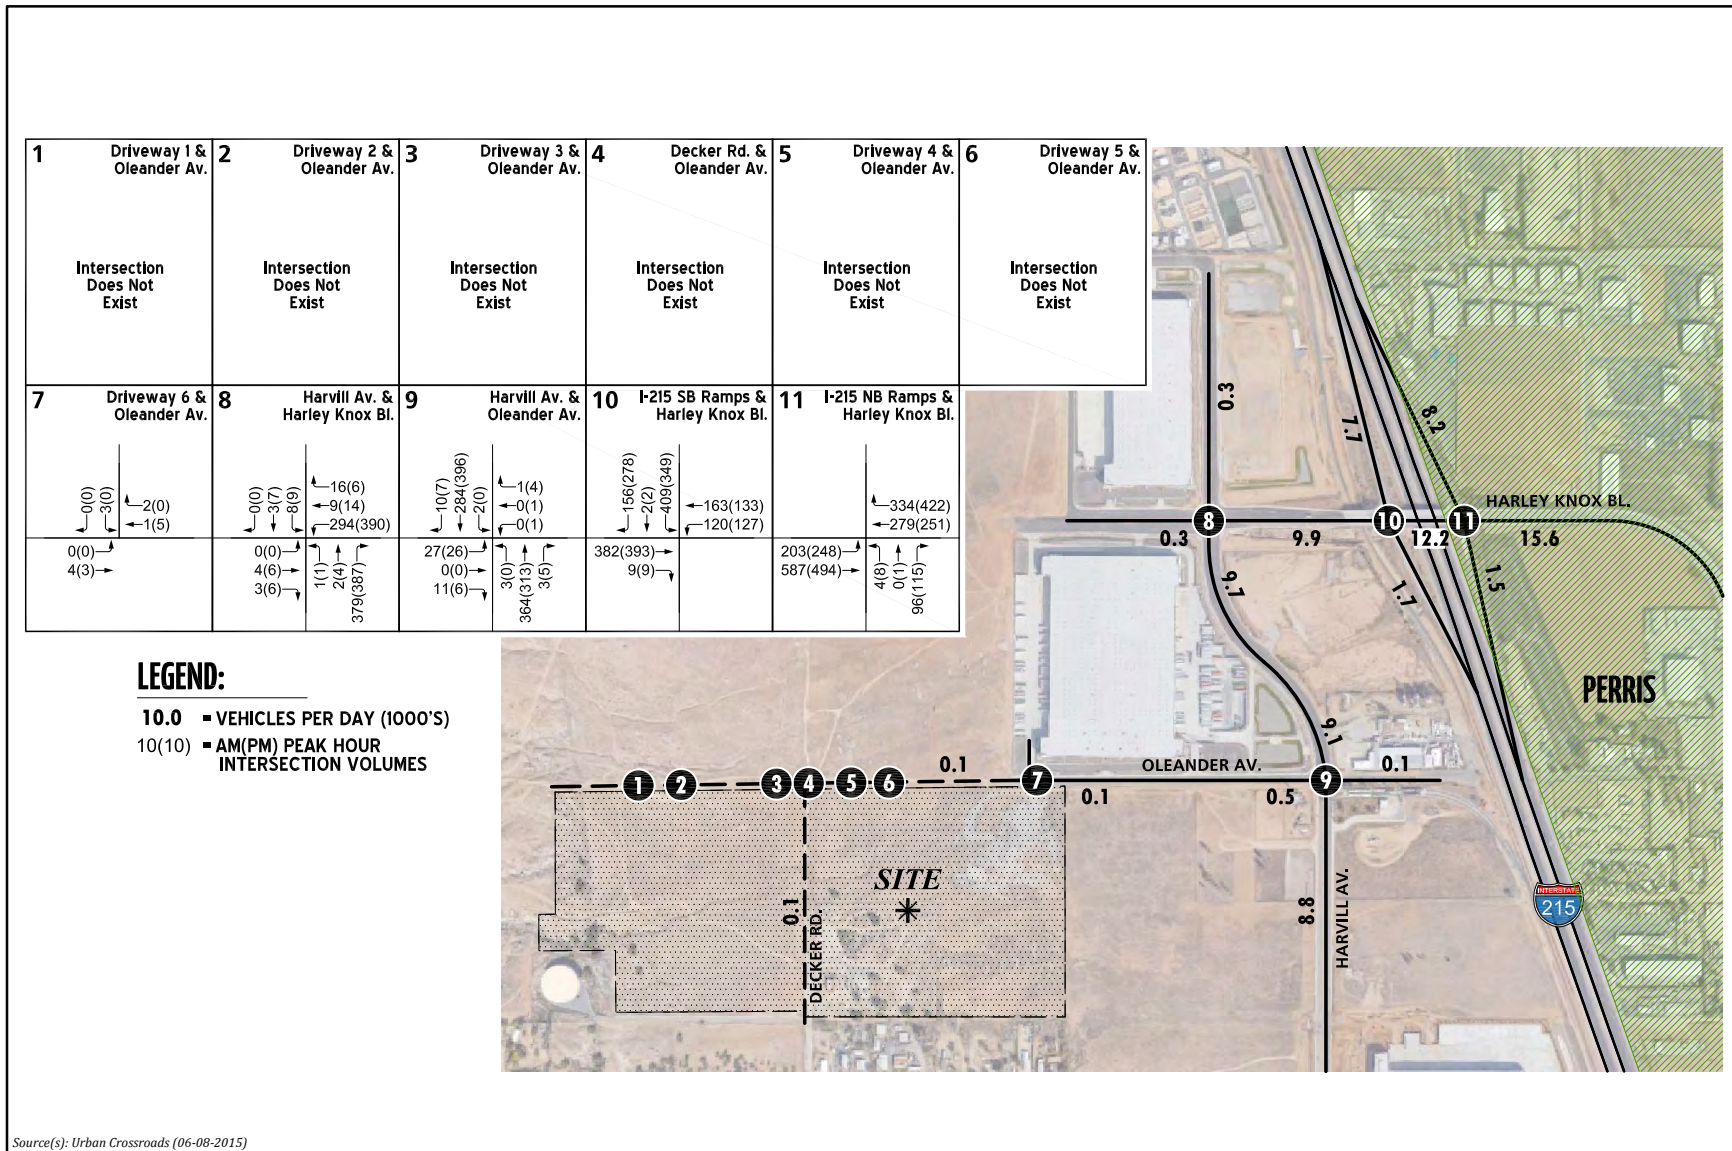 1 Driveway 1 &
Oleander Av.
Intersection
Does Not
Exist
2 Driveway 2 &
Oleander Av.
Intersection
Does Not
Exist
3 Driveway 3 &
Oleander Av.
Intersection
Does Not
Exist
4 Decker Rd. &
Oleander Av.
Intersection
Does Not
Exist
5 Driveway 4 &
Oleander Av.
Intersection
Does Not
Exist
6 Driveway 5 &
Oleander Av.
Intersection
Does Not
Exist
7 Driveway 6 &
Oleander Av.
0(0)
3(0)
2(0)
1(5)
0(0)
4(3)
8 Harvill Av. &
Harley Knox Bl.
0(0)
3(7)
8(9)
16(6)
9(14)
294(390)
0(0)
4(6)
3(6)
1(1)
2(4)
379(387)
9 Harvill Av. &
Oleander Av.
10(7)
284(396)
2(0)
1(4)
0(1)
0(1)
27(26)
0(0)
11(6)
3(0)
364(313)
3(5)
10 I-215 SB Ramps &
Harley Knox Bl.
156(278)
2(2)
409(349)
163(133)
120(127)
382(393)
9(9)
11 I-215 NB Ramps &
Harley Knox Bl.
334(422)
279(251)
203(248)
587(494)
4(8)
0(1)
96(115)
LEGEND:
10.0 = VEHICLES PER DAY (1000'S)
10(10) = AM(PM) PEAK HOUR
INTERSECTION VOLUMES
0.3
7.7
8.2
HARLEY KNOX BL.
8
10
11
0.3
9.9
12.2
15.6
9.7
1.7
1.5
PERRIS
9.1
OLEANDER AV.
0.1
0.1
1
2
3
4
5
6
7
9
0.1
0.5
SITE
0.1
DECKER RD.
8.8
HARVILL AV.
INTERSTATE
215
Source(s): Urban Crossroads (06-08-2015)